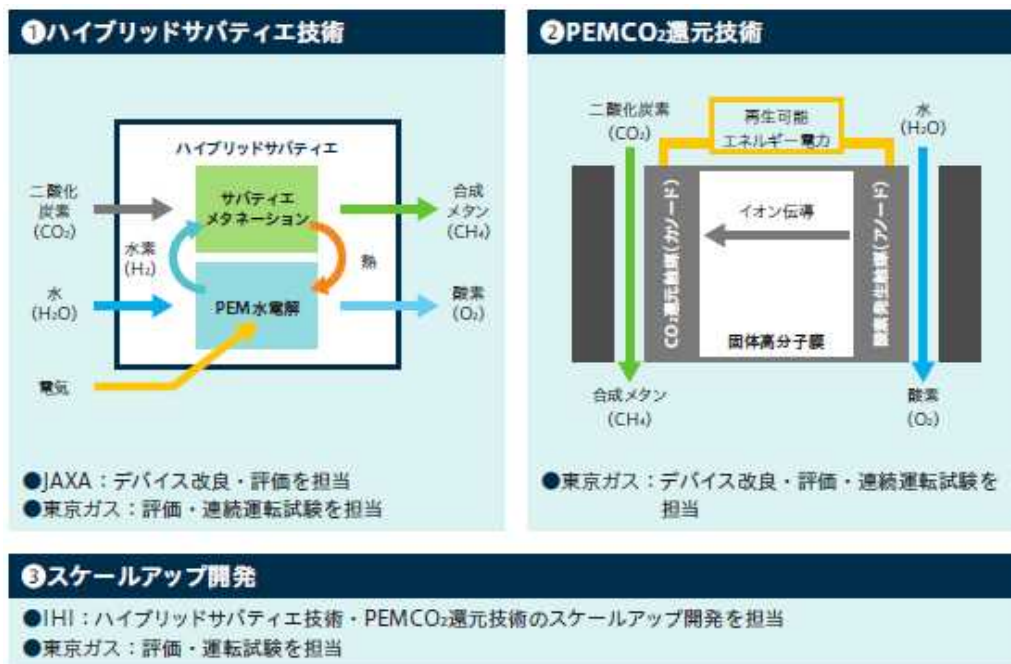 ❶ハイブリッドサバティエ技術
ハイブリッドサバティエ
二酸化
炭素
(CO₂)
サバティエ
メタネーション
合成
メタン
(CH₄)
水素
(H₂)
熱
水
(H₂O)
PEM水電解
酸素
(O₂)
電気
●JAXA：デバイス改良・評価を担当
●東京ガス：評価・連続運転試験を担当
❷PEMCO₂還元技術
二酸化炭素
(CO₂)
再生可能
エネルギー電力
水
(H₂O)
CO₂還元触媒(カソード)
イオン伝導
固体高分子膜
酸素発生触媒(アノード)
合成メタン
(CH₄)
酸素
(O₂)
●東京ガス：デバイス改良・評価・連続運転試験を
担当
❸スケールアップ開発
●IHI：ハイブリッドサバティエ技術・PEMCO₂還元技術のスケールアップ開発を担当
●東京ガス：評価・運転試験を担当